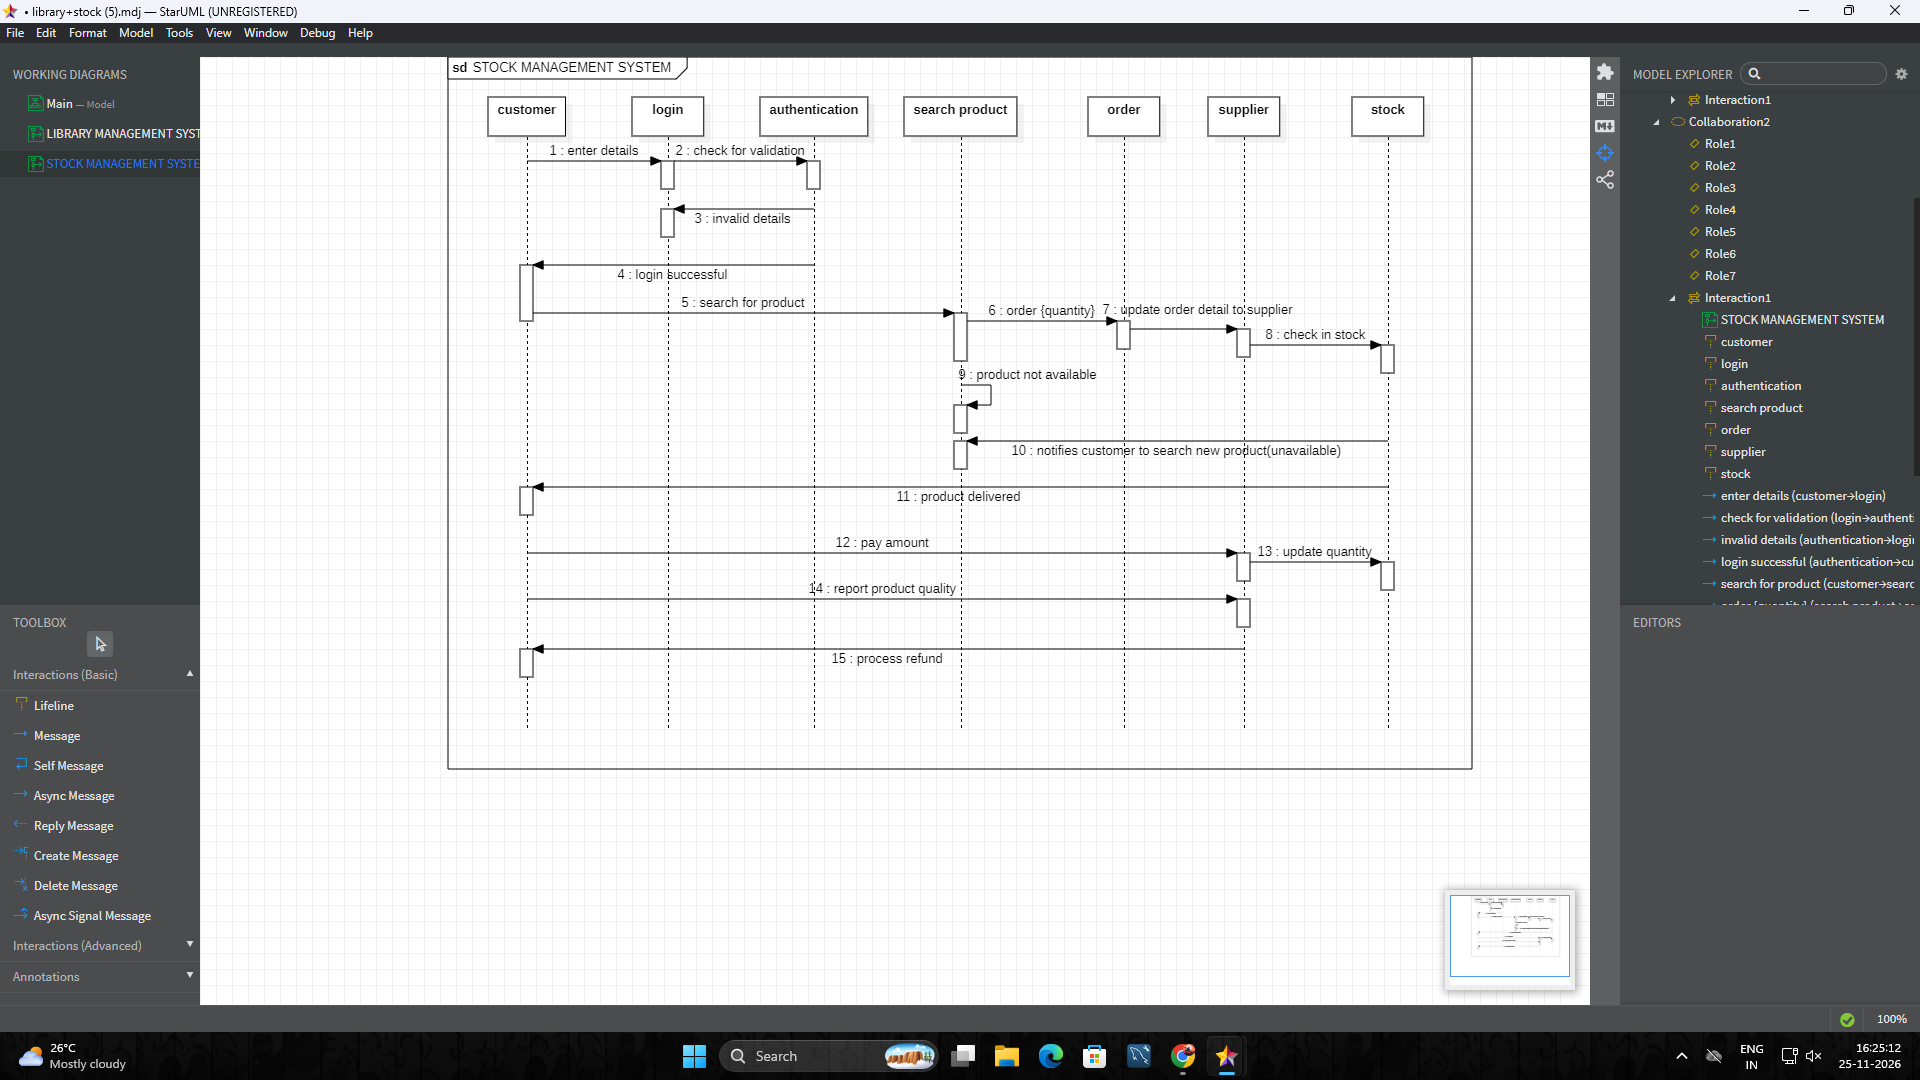 • library+stock (5).mdj — StarUML (UNREGISTERED)
File Edit Format Model Tools View Window Debug Help
WORKING DIAGRAMS
Main — Model
LIBRARY MANAGEMENT SYST
STOCK MANAGEMENT SYSTE
TOOLBOX
Interactions (Basic)
Lifeline
Message
Self Message
Async Message
Reply Message
Create Message
Delete Message
Async Signal Message
Interactions (Advanced)
Annotations
sd STOCK MANAGEMENT SYSTEM
customer login authentication search product order supplier stock
1 : enter details 2 : check for validation
3 : invalid details
4 : login successful
5 : search for product
6 : order {quantity} 7 : update order detail to supplier
8 : check in stock
9 : product not available
10 : notifies customer to search new product(unavailable)
11 : product delivered
12 : pay amount
13 : update quantity
14 : report product quality
15 : process refund
MODEL EXPLORER
Interaction1
Collaboration2
Role1
Role2
Role3
Role4
Role5
Role6
Role7
Interaction1
STOCK MANAGEMENT SYSTEM
customer
login
authentication
search product
order
supplier
stock
enter details (customer→login)
check for validation (login→authenti
invalid details (authentication→logi
login successful (authentication→cu
search for product (customer→searc
EDITORS
100%
26°C
Mostly cloudy
Search
ENG
IN
16:25:12
25-11-2026